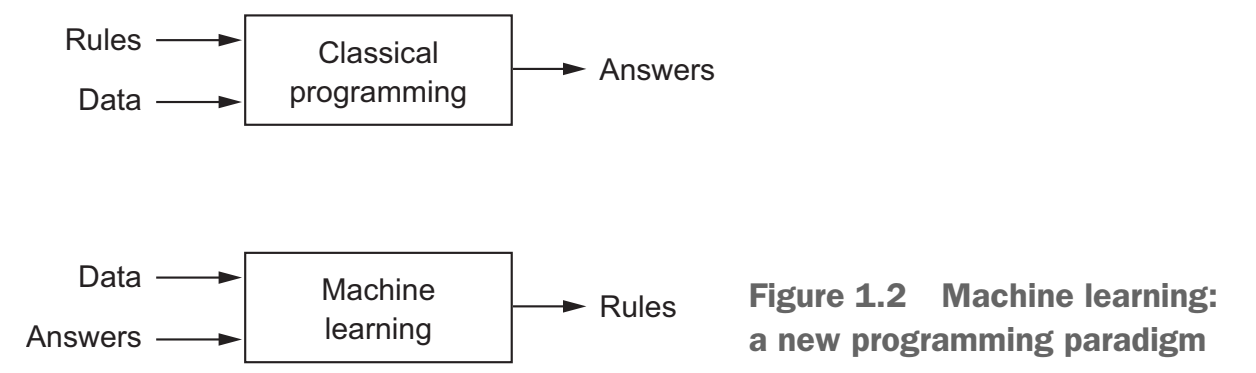 Rules
Data
Classical
programming
Answers
Data
Answers
Machine
learning
Rules
Figure 1.2 Machine learning:
a new programming paradigm